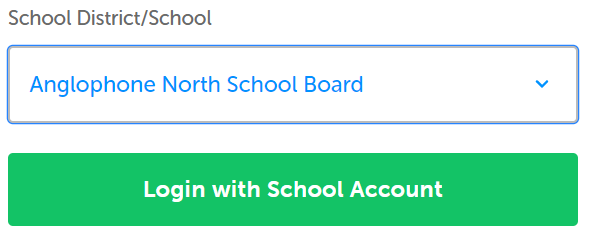 School District/School
Anglophone North School Board
Login with School Account